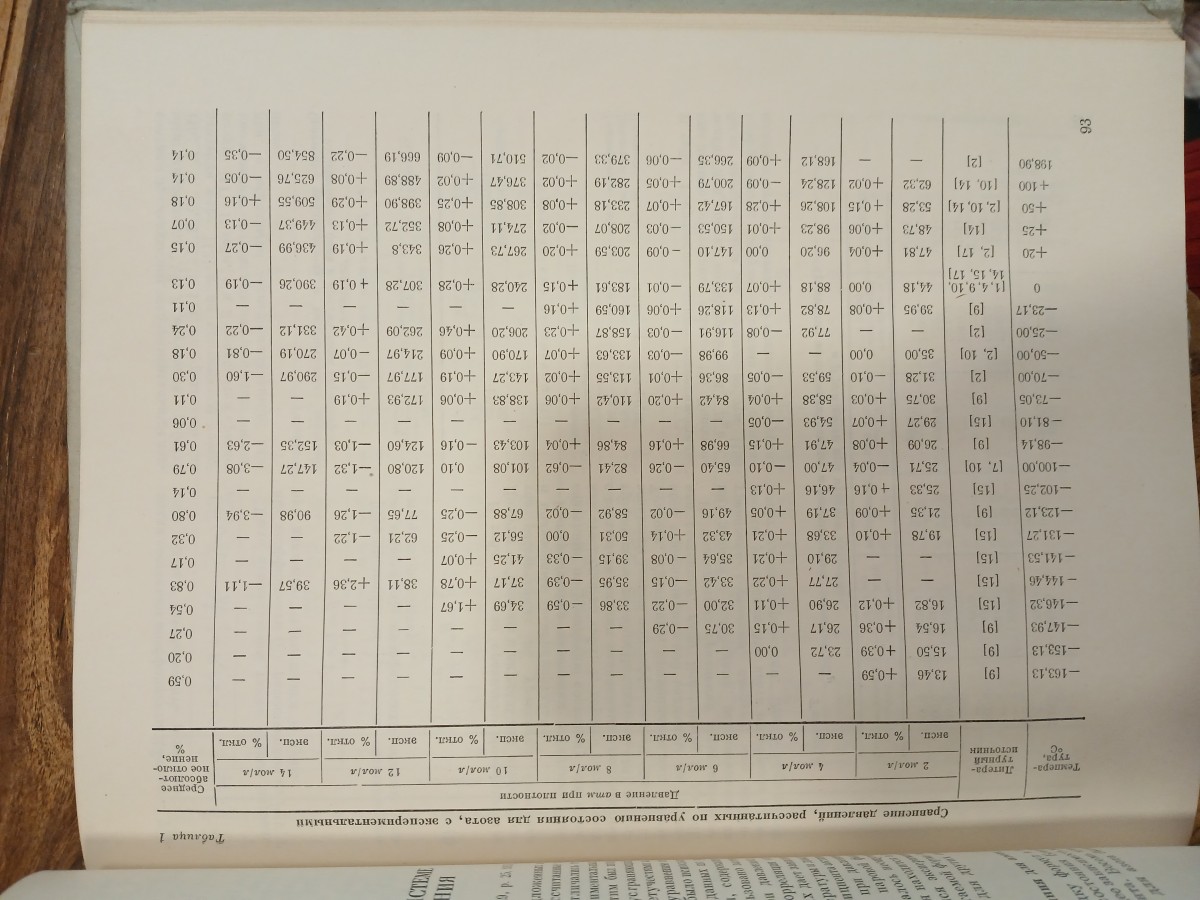 Таблица 1
Сравнение давлений, рассчитанных по уравнению состояния для азота, с экспериментальными
Темпера- Литера- Давление в атм при плотности Среднее
тура, турный 2 мол/л 4 мол/л 6 мол/л 8 мол/л 10 мол/л 12 мол/л 14 мол/л абсолют-
°C источник эксп. % откл. эксп. % откл. эксп. % откл. эксп. % откл. эксп. % откл. эксп. % откл. эксп. % откл. ное откло-
нение,
%
—163,13 [9] 13,46 +0,59 — — — — — — — — — — — — 0,59
—153,13 [9] 15,50 +0,39 23,72 0,00 — — — — — — — — — — 0,20
—147,93 [9] 16,54 +0,36 26,17 +0,15 30,75 —0,29 — — — — — — — — 0,27
—146,32 [15] 16,82 +0,12 26,90 +0,11 32,00 —0,22 33,86 —0,59 34,69 +1,67 — — — — 0,54
—144,46 [15] — — 27,77 +0,22 33,42 —0,15 35,95 —0,39 37,17 +0,78 38,11 +2,36 39,57 —1,11 0,83
—141,53 [15] — — 29,10 +0,21 35,64 —0,08 39,15 —0,33 41,25 +0,07 — — — — 0,17
—131,27 [15] 19,78 +0,10 33,68 +0,21 43,32 +0,14 50,31 0,00 56,12 —0,25 62,21 —1,22 — — 0,32
—123,12 [9] 21,35 +0,09 37,19 +0,05 49,16 —0,02 58,92 —0,02 67,88 —0,25 77,65 —1,26 90,98 —3,94 0,80
—102,25 [15] 25,33 +0,16 46,16 +0,13 — — — — — — — — — — 0,14
—100,00 [7, 10] 25,71 —0,04 47,00 —0,10 65,40 —0,26 82,41 —0,62 101,08 0,10 120,80 —1,32 147,27 —3,08 0,79
—98,14 [9] 26,09 +0,08 47,91 +0,15 66,98 +0,16 84,86 +0,04 103,43 —0,16 124,60 —1,03 152,35 —2,63 0,61
—81,10 [15] 29,27 +0,07 54,93 —0,05 — — — — — — — — — — 0,06
—73,05 [9] 30,75 +0,03 58,38 +0,04 84,42 +0,20 110,42 +0,06 138,83 +0,06 172,93 +0,19 — — 0,11
—70,00 [2] 31,28 —0,10 59,53 —0,05 86,36 +0,01 113,55 +0,02 143,27 +0,19 177,97 —0,15 290,97 —1,60 0,30
—50,00 [2, 10] 35,00 0,00 — — 99,98 —0,03 133,63 +0,07 170,90 +0,09 214,97 —0,07 270,19 —0,81 0,18
—25,00 [2] — — 77,92 —0,08 116,91 —0,03 158,87 +0,23 206,20 +0,46 262,09 +0,42 331,12 —0,22 0,24
—23,17 [9] 39,95 +0,08 78,82 +0,13 118,26 +0,06 160,59 +0,16 — — — — — — 0,11
0 [1, 4, 9, 10, 44,18 0,00 88,18 +0,07 133,79 —0,01 183,61 +0,15 240,28 +0,28 307,28 +0,19 390,26 —0,19 0,13
14, 15, 17]
+20 [2, 17] 47,81 +0,04 96,20 0,00 147,10 —0,09 203,59 +0,20 267,73 +0,26 343,8 +0,19 436,99 —0,27 0,15
+25 [14] 48,73 +0,06 98,23 +0,01 150,53 —0,03 208,07 —0,02 274,11 +0,08 352,72 +0,13 449,37 —0,13 0,07
+50 [2, 10, 14] 53,28 +0,15 108,26 +0,28 167,42 +0,07 233,18 +0,08 308,85 +0,25 398,90 +0,29 509,55 +0,16 0,18
+100 [10, 14] 62,32 +0,02 128,24 —0,09 200,79 +0,05 282,19 +0,02 376,47 +0,02 488,89 +0,08 625,76 —0,05 0,14
198,90 [2] — — 168,12 +0,09 266,35 —0,06 379,33 —0,02 510,71 —0,09 666,19 —0,22 854,50 —0,35 0,14
93